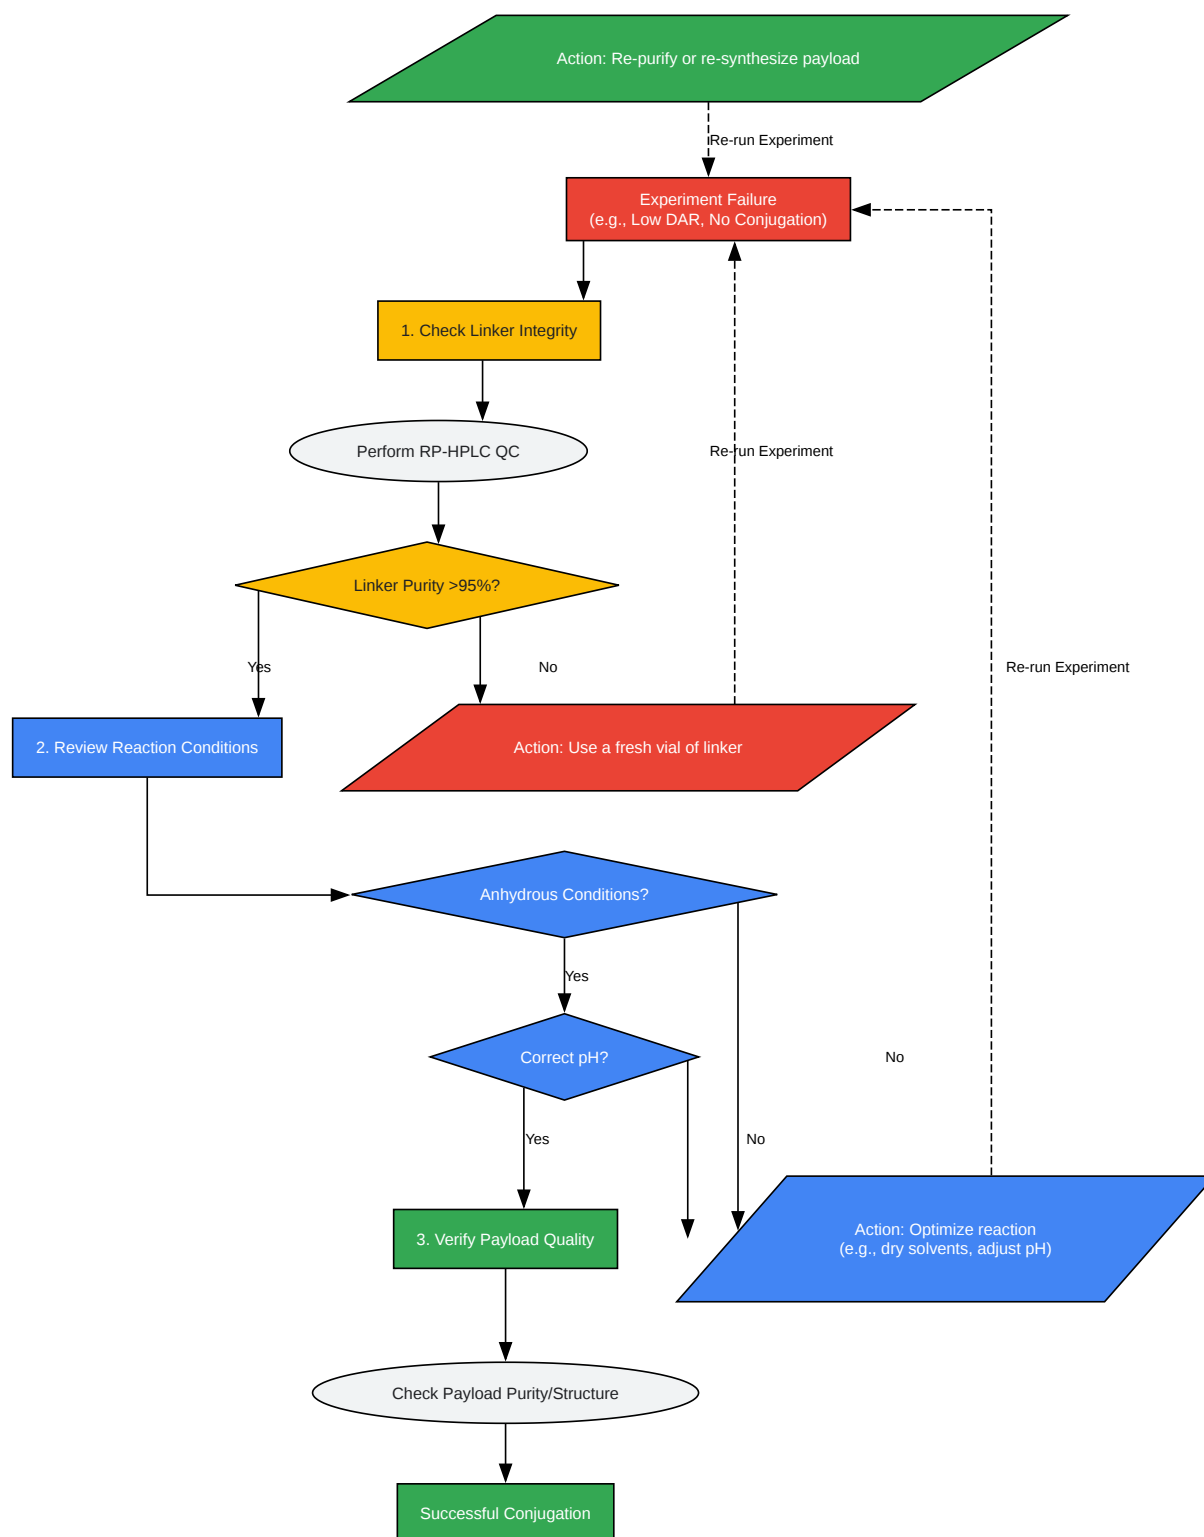 Action: Re-purify or re-synthesize payload
Re-run Experiment
Experiment Failure
(e.g., Low DAR, No Conjugation)
1. Check Linker Integrity
Perform RP-HPLC QC
Re-run Experiment
Linker Purity >95%?
Yes
No
Re-run Experiment
2. Review Reaction Conditions
Action: Use a fresh vial of linker
Anhydrous Conditions?
Yes
Correct pH?
No
Yes
No
3. Verify Payload Quality
Action: Optimize reaction
(e.g., dry solvents, adjust pH)
Check Payload Purity/Structure
Successful Conjugation